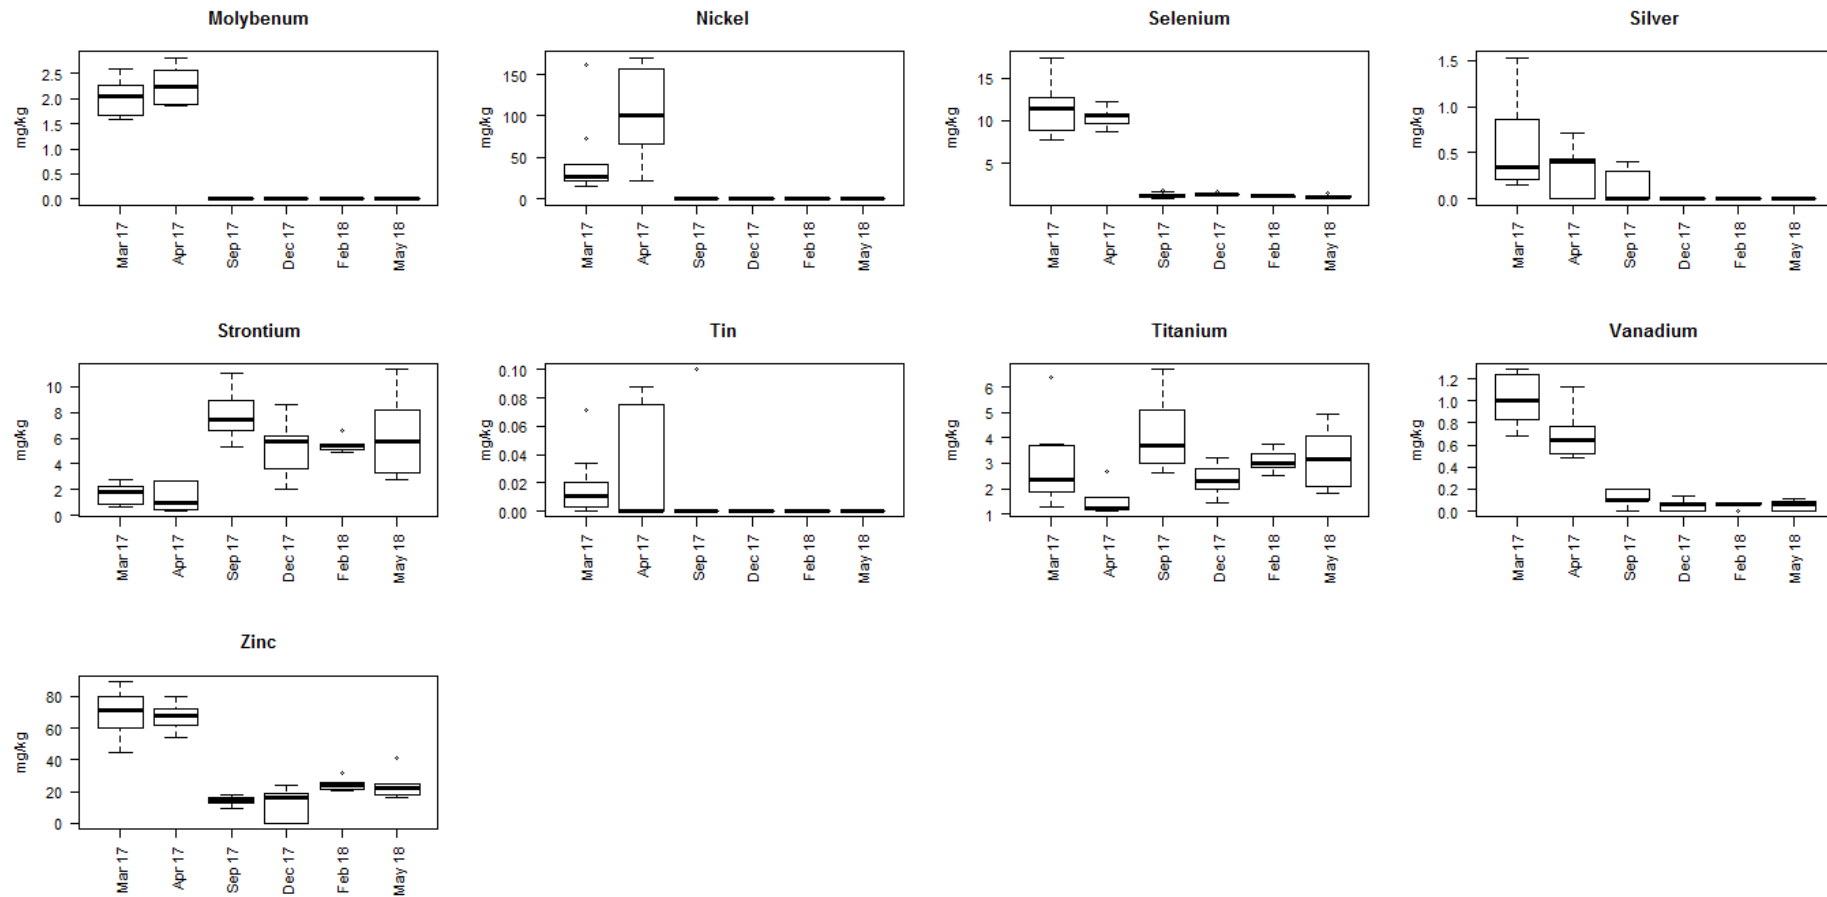 Molybenum
mg/kg
2.5
2.0
1.5
1.0
0.5
0.0
Mar 17
Apr 17
Sep 17
Dec 17
Feb 18
May 18
Nickel
mg/kg
150
100
50
0
Mar 17
Apr 17
Sep 17
Dec 17
Feb 18
May 18
Selenium
mg/kg
15
10
5
Mar 17
Apr 17
Sep 17
Dec 17
Feb 18
May 18
Silver
mg/kg
1.5
1.0
0.5
0.0
Mar 17
Apr 17
Sep 17
Dec 17
Feb 18
May 18
Strontium
mg/kg
10
8
6
4
2
0
Mar 17
Apr 17
Sep 17
Dec 17
Feb 18
May 18
Tin
mg/kg
0.10
0.08
0.06
0.04
0.02
0.00
Mar 17
Apr 17
Sep 17
Dec 17
Feb 18
May 18
Titanium
mg/kg
6
5
4
3
2
1
Mar 17
Apr 17
Sep 17
Dec 17
Feb 18
May 18
Vanadium
mg/kg
1.2
1.0
0.8
0.6
0.4
0.2
0.0
Mar 17
Apr 17
Sep 17
Dec 17
Feb 18
May 18
Zinc
mg/kg
80
60
40
20
0
Mar 17
Apr 17
Sep 17
Dec 17
Feb 18
May 18